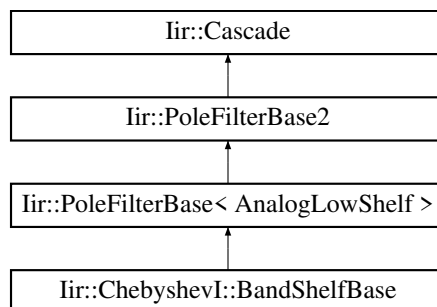 Iir::Cascade
Iir::PoleFilterBase2
Iir::PoleFilterBase< AnalogLowShelf >
Iir::ChebyshevI::BandShelfBase